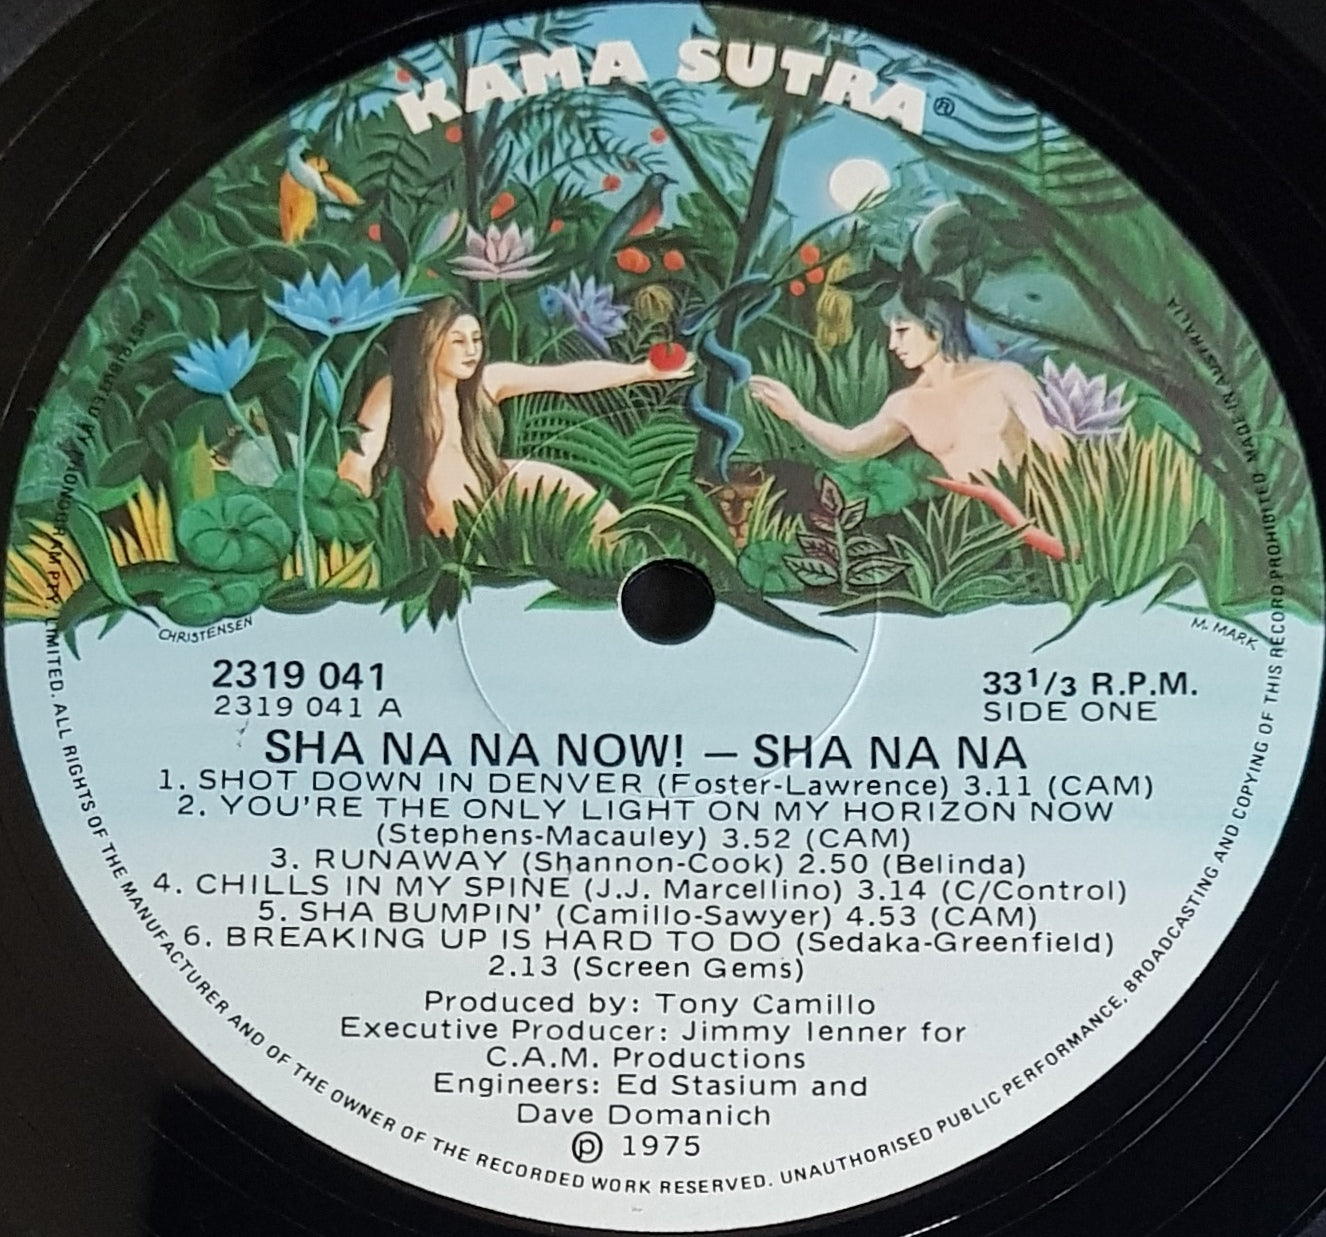 KAMA SUTRA®
CHRISTENSEN
M. MARK
2319 041
2319 041 A
33 1/3 R.P.M.
SIDE ONE
SHA NA NA NOW! – SHA NA NA
1. SHOT DOWN IN DENVER (Foster-Lawrence) 3.11 (CAM)
2. YOU'RE THE ONLY LIGHT ON MY HORIZON NOW
(Stephens-Macauley) 3.52 (CAM)
3. RUNAWAY (Shannon-Cook) 2.50 (Belinda)
4. CHILLS IN MY SPINE (J.J. Marcellino) 3.14 (C/Control)
5. SHA BUMPIN' (Camillo-Sawyer) 4.53 (CAM)
6. BREAKING UP IS HARD TO DO (Sedaka-Greenfield)
2.13 (Screen Gems)
Produced by: Tony Camillo
Executive Producer: Jimmy Ienner for
C.A.M. Productions
Engineers: Ed Stasium and
Dave Domanich
℗ 1975
DISTRIBUTED BY PHONOGRAM PTY. LIMITED. ALL RIGHTS OF THE MANUFACTURER AND OF THE OWNER OF THE RECORDED WORK RESERVED. UNAUTHORISED PUBLIC PERFORMANCE, BROADCASTING AND COPYING OF THIS RECORD PROHIBITED MADE IN AUSTRALIA